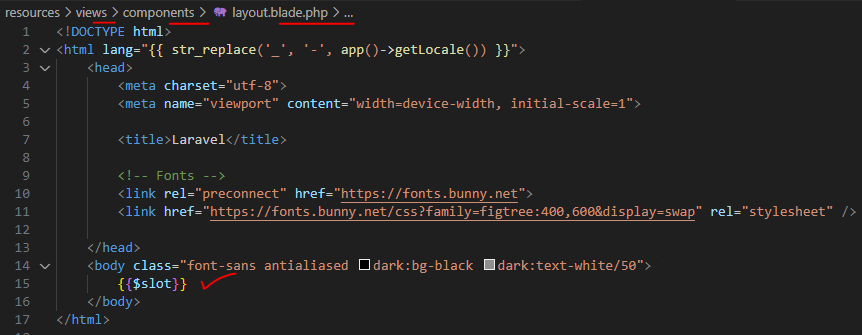 resources > views > components > layout.blade.php > ...
1 <!DOCTYPE html>
2 <html lang="{{ str_replace('_', '-', app()->getLocale()) }}">
3 <head>
4 <meta charset="utf-8">
5 <meta name="viewport" content="width=device-width, initial-scale=1">
6
7 <title>Laravel</title>
8
9 <!-- Fonts -->
10 <link rel="preconnect" href="https://fonts.bunny.net">
11 <link href="https://fonts.bunny.net/css?family=figtree:400,600&display=swap" rel="stylesheet" />
12
13 </head>
14 <body class="font-sans antialiased dark:bg-black dark:text-white/50">
15 {{$slot}}
16 </body>
17 </html>